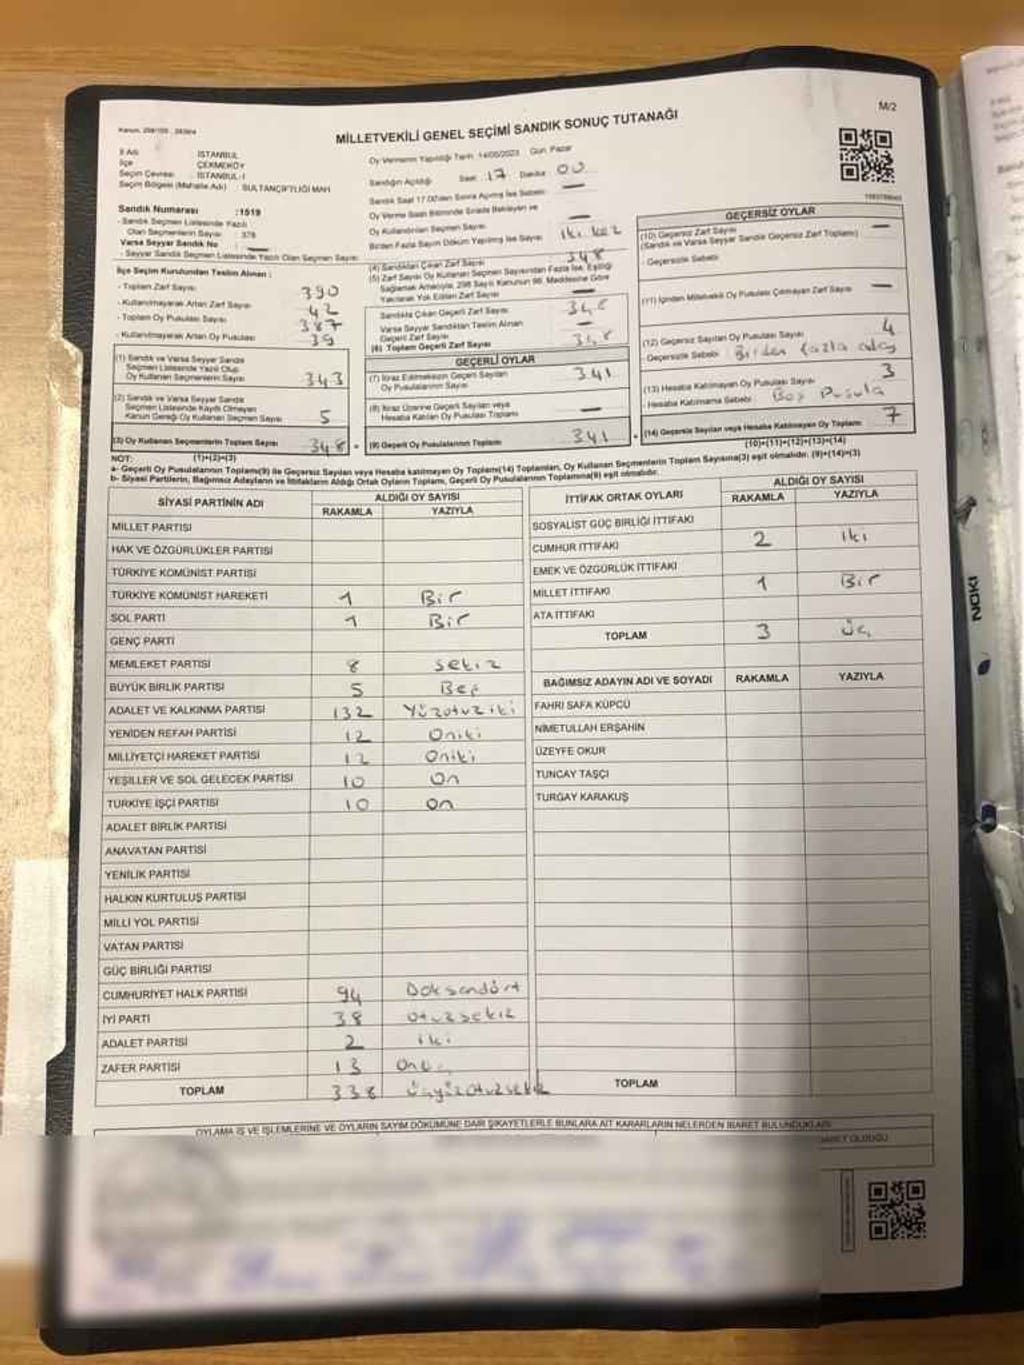 M/2
MİLLETVEKİLİ GENEL SEÇİMİ SANDIK SONUÇ TUTANAĞI
İl Adı : İSTANBUL
İlçe : ÇEKMEKÖY
Seçim Çevresi : İSTANBUL-1
Seçim Bölgesi (Mahalle Adı) : SULTANÇİFTLİĞİ MAH.
Oy Vermenin Yapıldığı Tarih: 14/05/2023 Gün: Pazar
Sandığın Açıldığı Saat: 17 Dakika: 00
Sandık Saat 17.00'den Sonra Açılmış İse Sebebi: —
Oy Verme Saati Bitiminde Sırada Bekleyen ve
Oy Kullandırılan Seçmen Sayısı: —
Birden Fazla Sayım Döküm Yapılmış İse Sayısı: iki kez
Sandık Numarası :1519
- Sandık Seçmen Listesinde Yazılı
Olan Seçmenlerin Sayısı : 378
Varsa Seyyar Sandık No : —
- Seyyar Sandık Seçmen Listesinde Yazılı Olan Seçmen Sayısı:
İlçe Seçim Kurulundan Teslim Alınan :
- Toplam Zarf Sayısı: 390
- Kullanılmayarak Artan Zarf Sayısı: 42
- Toplam Oy Pusulası Sayısı: 387
- Kullanılmayarak Artan Oy Pusulası: 39
(1) Sandık ve Varsa Seyyar Sandık
Seçmen Listesinde Yazılı Olup
Oy Kullanan Seçmenlerin Sayısı 343
(2) Sandık ve Varsa Seyyar Sandık
Seçmen Listesinde Kayıtlı Olmayan
Kanun Gereği Oy Kullanan Seçmen Sayısı 5
(3) Oy Kullanan Seçmenlerin Toplam Sayısı 348
(1)+(2)=(3)
(4) Sandıktan Çıkan Zarf Sayısı 348
(5) Zarf Sayısı Oy Kullanan Seçmen Sayısından Fazla İse, Eşitliği
Sağlamak Amacıyla, 298 Sayılı Kanunun 98. Maddesine Göre
Yakılarak Yok Edilen Zarf Sayısı —
Sandıkta Çıkan Geçerli Zarf Sayısı 348
Varsa Seyyar Sandıktan Teslim Alınan
Geçerli Zarf Sayısı —
(6) Toplam Geçerli Zarf Sayısı 348
GEÇERLİ OYLAR
(7) İtiraz Edilmeksizin Geçerli Sayılan
Oy Pusulalarının Sayısı 341
(8) İtiraz Üzerine Geçerli Sayılan veya
Hesaba Katılan Oy Pusulası Toplamı —
(9) Geçerli Oy Pusulalarının Toplamı 341
GEÇERSİZ OYLAR
(10) Geçersiz Zarf Sayısı —
(Sandık ve Varsa Seyyar Sandık Geçersiz Zarf Toplamı)
- Geçersizlik Sebebi
(11) İçinden Milletvekili Oy Pusulası Çıkmayan Zarf Sayısı —
(12) Geçersiz Sayılan Oy Pusulası Sayısı 4
- Geçersizlik Sebebi Birden fazla
(13) Hesaba Katılmayan Oy Pusulası Sayısı 3
- Hesaba Katılmama Sebebi: Boş Pusula
(14) Geçersiz Sayılan veya Hesaba Katılmayan Oy Toplamı 7
(10)+(11)+(12)+(13)=(14)
NOT:
a- Geçerli Oy Pusulalarının Toplamı(9) ile Geçersiz Sayılan veya Hesaba katılmayan Oy Toplamı(14) Toplamları, Oy Kullanan Seçmenlerin Toplam Sayısına(3) eşit olmalıdır. (9)+(14)=(3)
b- Siyasi Partilerin, Bağımsız Adayların ve İttifakların Aldığı Ortak Oyların Toplamı, Geçerli Oy Pusulalarının Toplamına(9) eşit olmalıdır.
SİYASİ PARTİNİN ADI ALDIĞI OY SAYISI
RAKAMLA YAZIYLA
MİLLET PARTİSİ
HAK VE ÖZGÜRLÜKLER PARTİSİ
TÜRKİYE KOMÜNİST PARTİSİ
TÜRKİYE KOMÜNİST HAREKETİ 1 Bir
SOL PARTİ 1 Bir
GENÇ PARTİ
MEMLEKET PARTİSİ 8 sekiz
BÜYÜK BİRLİK PARTİSİ 5 Beş
ADALET VE KALKINMA PARTİSİ 132 Yüzotuziki
YENİDEN REFAH PARTİSİ 12 Oniki
MİLLİYETÇİ HAREKET PARTİSİ 12 Oniki
YEŞİLLER VE SOL GELECEK PARTİSİ 10 On
TÜRKİYE İŞÇİ PARTİSİ 10 On
ADALET BİRLİK PARTİSİ
ANAVATAN PARTİSİ
YENİLİK PARTİSİ
HALKIN KURTULUŞ PARTİSİ
MİLLİ YOL PARTİSİ
VATAN PARTİSİ
GÜÇ BİRLİĞİ PARTİSİ
CUMHURİYET HALK PARTİSİ 94 Doksandört
İYİ PARTİ 38 otuzsekiz
ADALET PARTİSİ 2 iki
ZAFER PARTİSİ 13
TOPLAM 338 üçyüzotuzsekiz
İTTİFAK ORTAK OYLARI ALDIĞI OY SAYISI
RAKAMLA YAZIYLA
SOSYALİST GÜÇ BİRLİĞİ İTTİFAKI
CUMHUR İTTİFAKI 2 iki
EMEK VE ÖZGÜRLÜK İTTİFAKI
MİLLET İTTİFAKI 1 Bir
ATA İTTİFAKI
TOPLAM 3 üç
BAĞIMSIZ ADAYIN ADI VE SOYADI RAKAMLA YAZIYLA
FAHRİ SAFA KÜPCÜ
NİMETULLAH ERŞAHİN
ÜZEYFE OKUR
TUNCAY TAŞÇI
TURGAY KARAKUŞ
TOPLAM
OYLAMA İŞ VE İŞLEMLERİNE VE OYLARIN SAYIM DÖKÜMÜNE DAİR ŞİKAYETLERLE BUNLARA AİT KARARLARIN NELERDEN İBARET BULUNDUKLARI
OLDUĞU
NOKI